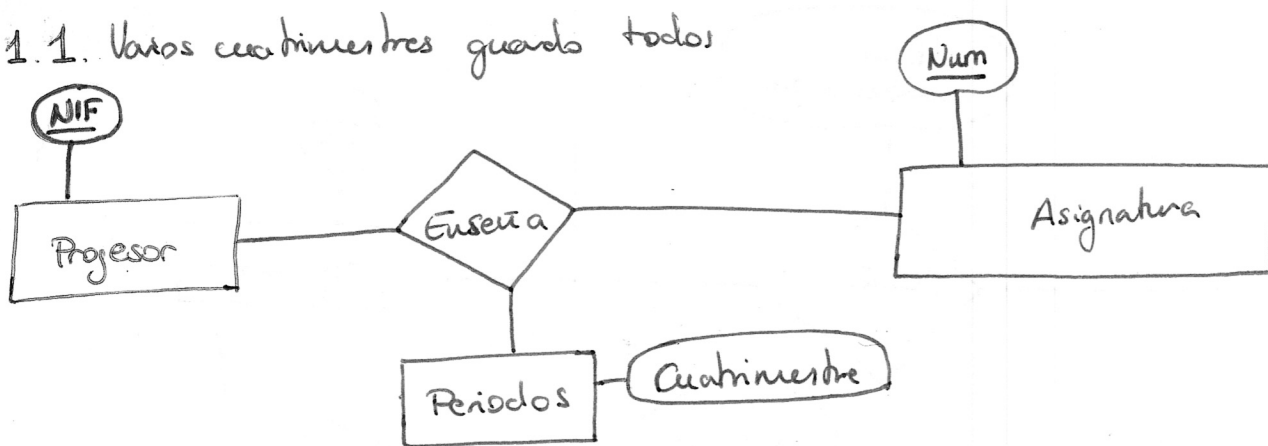 1.1. Varios cuatrimestres guardo todos
Num
NIF
Profesor
Enseña
Asignatura
Periodos
Cuatrimestre